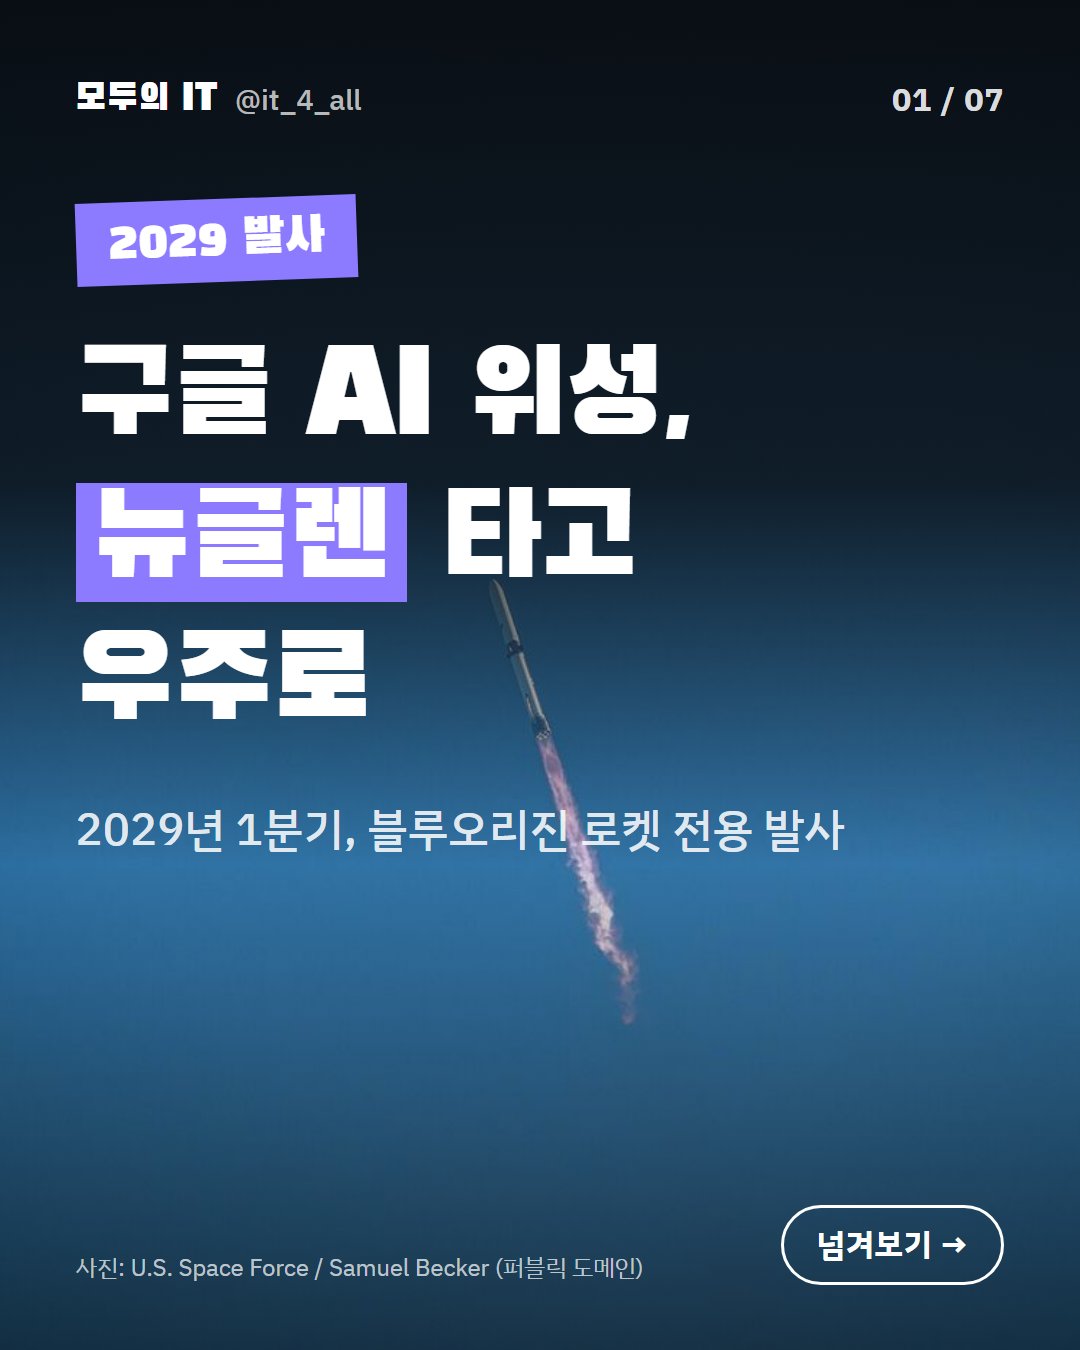 모두의 IT @it_4_all
01 / 07
2029 발사
구글 AI 위성,
뉴글렌 타고
우주로
2029년 1분기, 블루오리진 로켓 전용 발사
사진: U.S. Space Force / Samuel Becker (퍼블릭 도메인)
넘겨보기 →